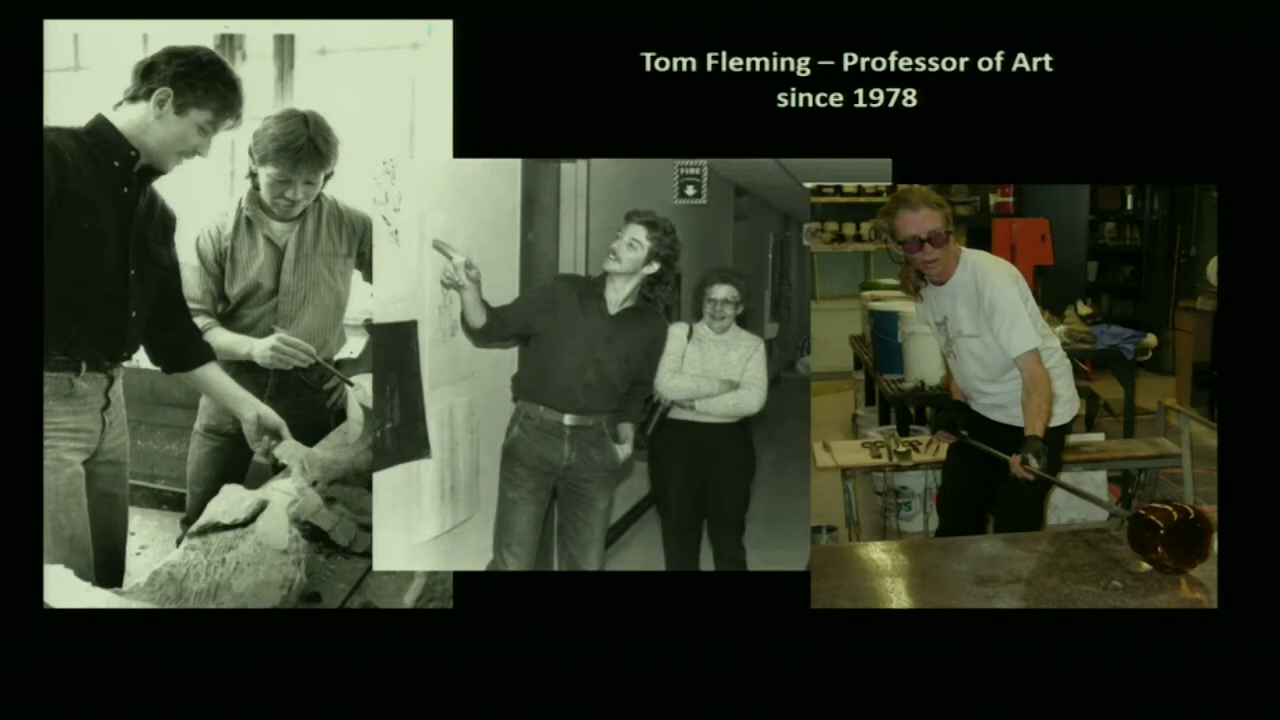 Tom Fleming – Professor of Art
since 1978
FIRE